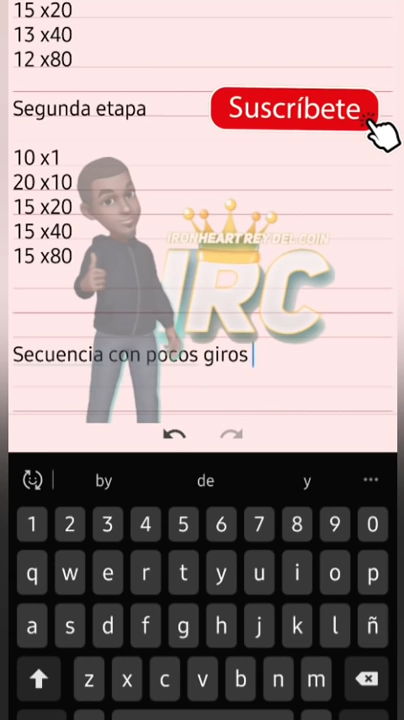 15 x20
13 x40
12 x80
Segunda etapa
Suscríbete
10 x1
20 x10
15 x20
15 x40
15 x80
IRONHEART REY DEL COIN
IRC
Secuencia con pocos giros
by de y
1 2 3 4 5 6 7 8 9 0
q w e r t y u i o p
a s d f g h j k l ñ
z x c v b n m